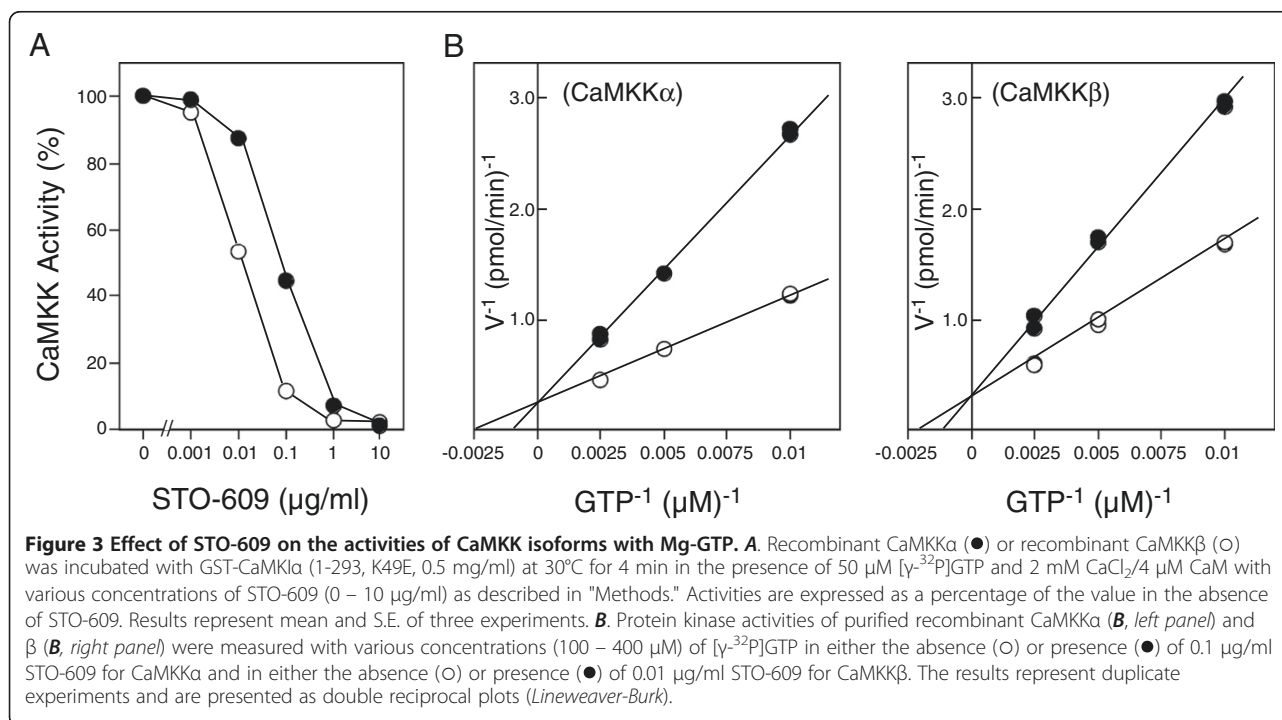 A
CaMKK Activity (%)
100
80
60
40
20
0
0 0.001 0.01 0.1 1 10
STO-609 (µg/ml)
B
(CaMKKα)
V-1 (pmol/min)-1
3.0
2.0
1.0
-0.0025 0 0.0025 0.005 0.0075 0.01
GTP-1 (µM)-1
(CaMKKβ)
V-1 (pmol/min)-1
3.0
2.0
1.0
-0.0025 0 0.0025 0.005 0.0075 0.01
GTP-1 (µM)-1
Figure 3 Effect of STO-609 on the activities of CaMKK isoforms with Mg-GTP. A. Recombinant CaMKKα (●) or recombinant CaMKKβ (○)
was incubated with GST-CaMKIα (1-293, K49E, 0.5 mg/ml) at 30°C for 4 min in the presence of 50 µM [γ-32P]GTP and 2 mM CaCl2/4 µM CaM with
various concentrations of STO-609 (0 – 10 µg/ml) as described in "Methods." Activities are expressed as a percentage of the value in the absence
of STO-609. Results represent mean and S.E. of three experiments. B. Protein kinase activities of purified recombinant CaMKKα (B, left panel) and
β (B, right panel) were measured with various concentrations (100 – 400 µM) of [γ-32P]GTP in either the absence (○) or presence (●) of 0.1 µg/ml
STO-609 for CaMKKα and in either the absence (○) or presence (●) of 0.01 µg/ml STO-609 for CaMKKβ. The results represent duplicate
experiments and are presented as double reciprocal plots (Lineweaver-Burk).